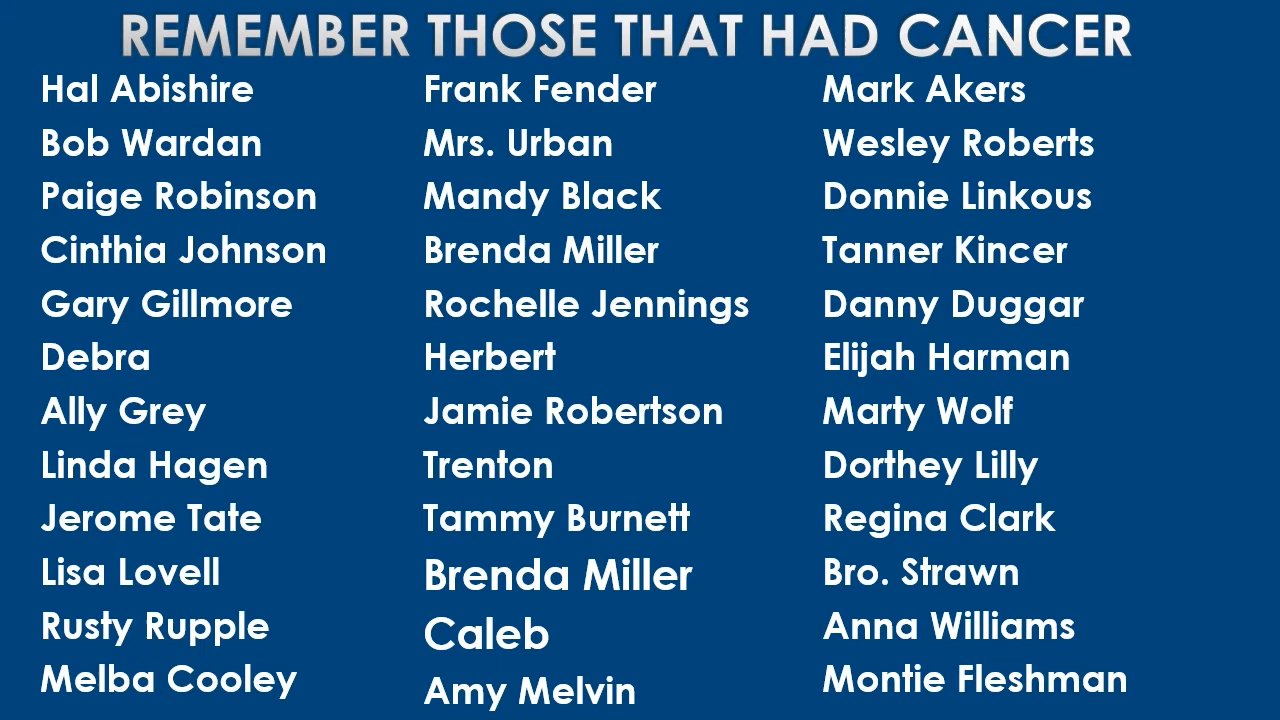 REMEMBER THOSE THAT HAD CANCER
Hal Abishire
Bob Wardan
Paige Robinson
Cinthia Johnson
Gary Gillmore
Debra
Ally Grey
Linda Hagen
Jerome Tate
Lisa Lovell
Rusty Rupple
Melba Cooley
Frank Fender
Mrs. Urban
Mandy Black
Brenda Miller
Rochelle Jennings
Herbert
Jamie Robertson
Trenton
Tammy Burnett
Brenda Miller
Caleb
Amy Melvin
Mark Akers
Wesley Roberts
Donnie Linkous
Tanner Kincer
Danny Duggar
Elijah Harman
Marty Wolf
Dorthey Lilly
Regina Clark
Bro. Strawn
Anna Williams
Montie Fleshman